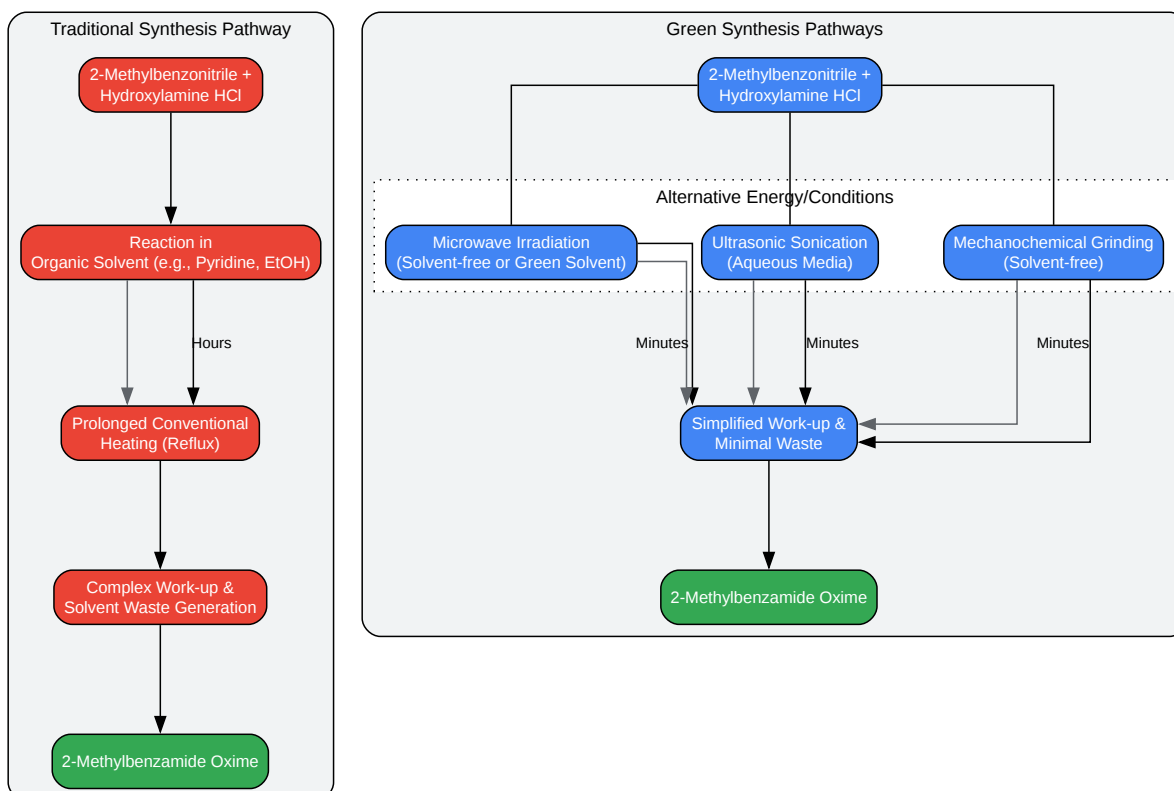 Traditional Synthesis Pathway
2-Methylbenzonitrile +
Hydroxylamine HCl
Reaction in
Organic Solvent (e.g., Pyridine, EtOH)
Hours
Prolonged Conventional
Heating (Reflux)
Complex Work-up &
Solvent Waste Generation
2-Methylbenzamide Oxime
Green Synthesis Pathways
2-Methylbenzonitrile +
Hydroxylamine HCl
Alternative Energy/Conditions
Microwave Irradiation
(Solvent-free or Green Solvent)
Ultrasonic Sonication
(Aqueous Media)
Mechanochemical Grinding
(Solvent-free)
Minutes
Minutes
Minutes
Simplified Work-up &
Minimal Waste
2-Methylbenzamide Oxime